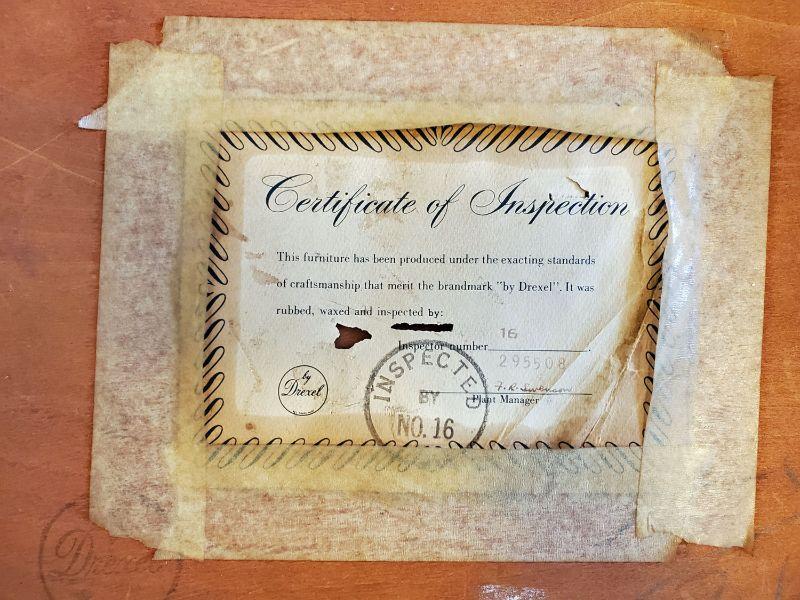 Certificate of Inspection
This furniture has been produced under the exacting standards
of craftsmanship that merit the brandmark "by Drexel". It was
rubbed, waxed and inspected by:
16
Inspector number
295508
INSPECTED
BY
NO. 16
F. R. Swenson
Plant Manager
by
Drexel
Drexel